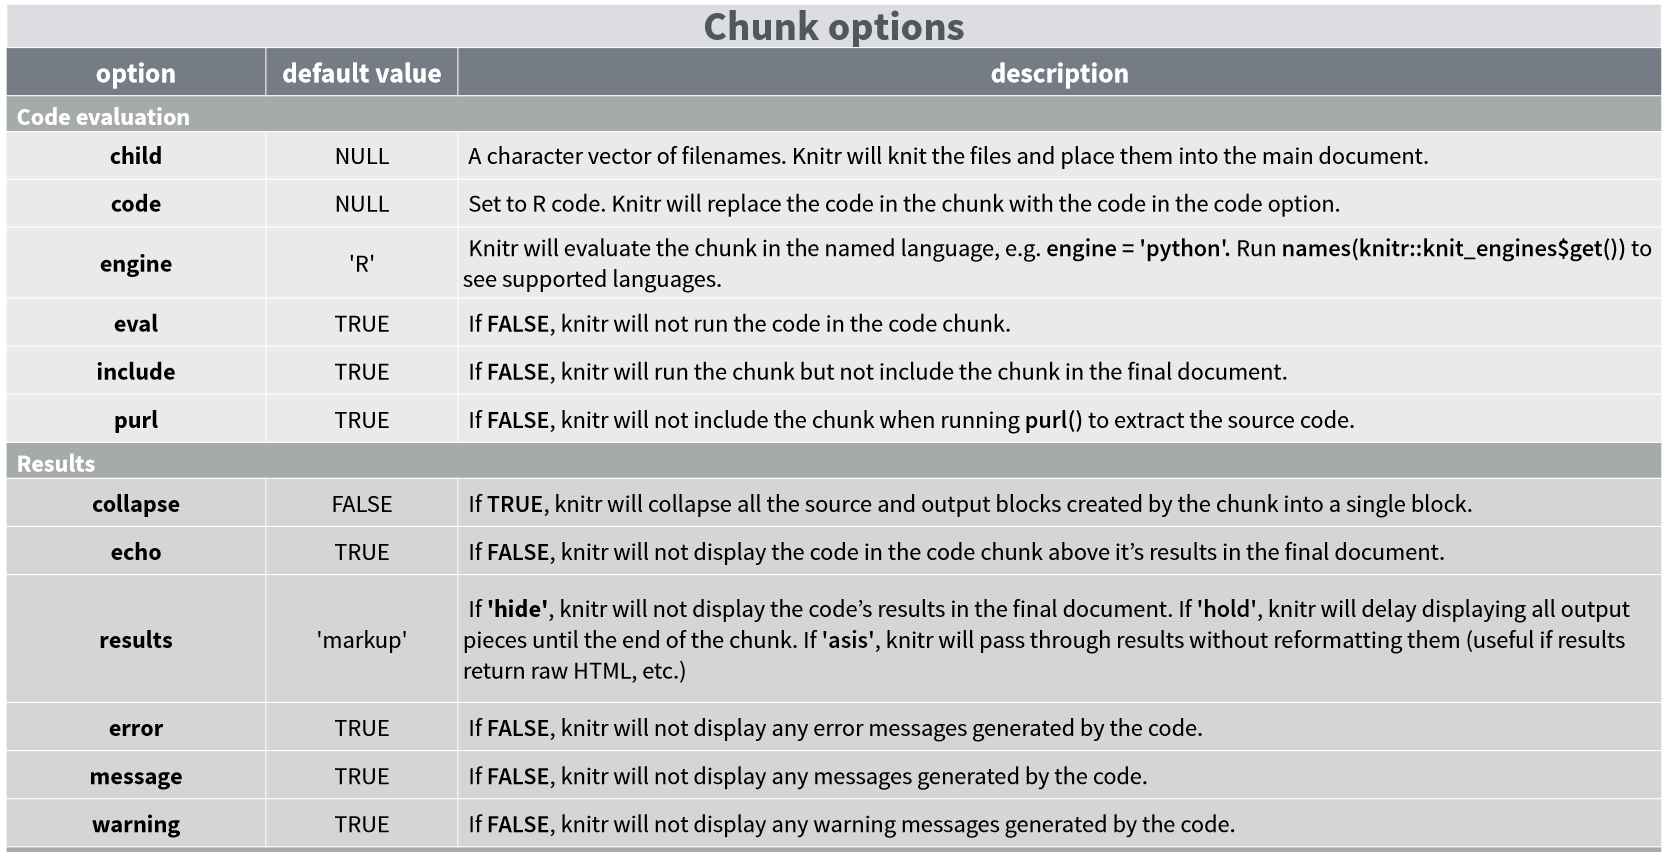 Chunk options
option default value description
Code evaluation
child NULL A character vector of filenames. Knitr will knit the files and place them into the main document.
code NULL Set to R code. Knitr will replace the code in the chunk with the code in the code option.
engine 'R' Knitr will evaluate the chunk in the named language, e.g. engine = 'python'. Run names(knitr::knit_engines$get()) to
see supported languages.
eval TRUE If FALSE, knitr will not run the code in the code chunk.
include TRUE If FALSE, knitr will run the chunk but not include the chunk in the final document.
purl TRUE If FALSE, knitr will not include the chunk when running purl() to extract the source code.
Results
collapse FALSE If TRUE, knitr will collapse all the source and output blocks created by the chunk into a single block.
echo TRUE If FALSE, knitr will not display the code in the code chunk above it’s results in the final document.
results 'markup' If 'hide', knitr will not display the code’s results in the final document. If 'hold', knitr will delay displaying all output
pieces until the end of the chunk. If 'asis', knitr will pass through results without reformatting them (useful if results
return raw HTML, etc.)
error TRUE If FALSE, knitr will not display any error messages generated by the code.
message TRUE If FALSE, knitr will not display any messages generated by the code.
warning TRUE If FALSE, knitr will not display any warning messages generated by the code.